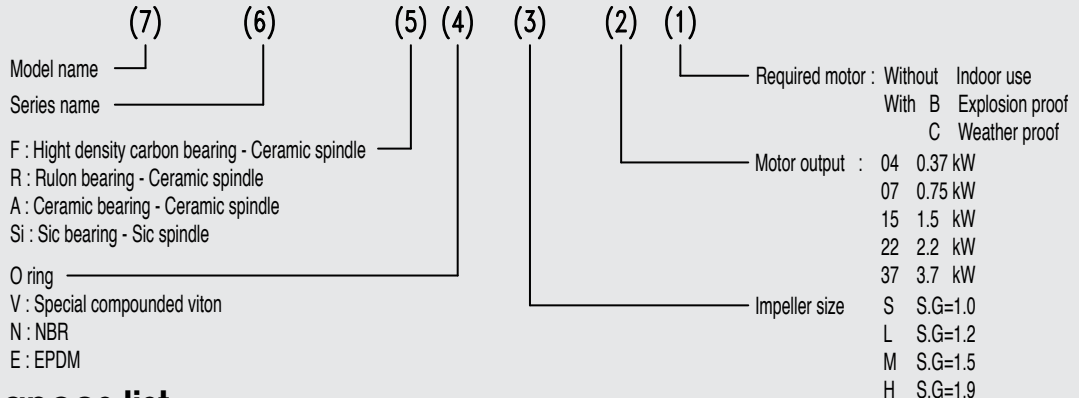 (7) (6) (5) (4) (3) (2) (1)
Model name
Series name
F : Hight density carbon bearing - Ceramic spindle
R : Rulon bearing - Ceramic spindle
A : Ceramic bearing - Ceramic spindle
Si : Sic bearing - Sic spindle
O ring
V : Special compounded viton
N : NBR
E : EPDM
Required motor : Without Indoor use
With B Explosion proof
C Weather proof
Motor output : 04 0.37 kW
07 0.75 kW
15 1.5 kW
22 2.2 kW
37 3.7 kW
Impeller size S S.G=1.0
L S.G=1.2
M S.G=1.5
H S.G=1.9
list